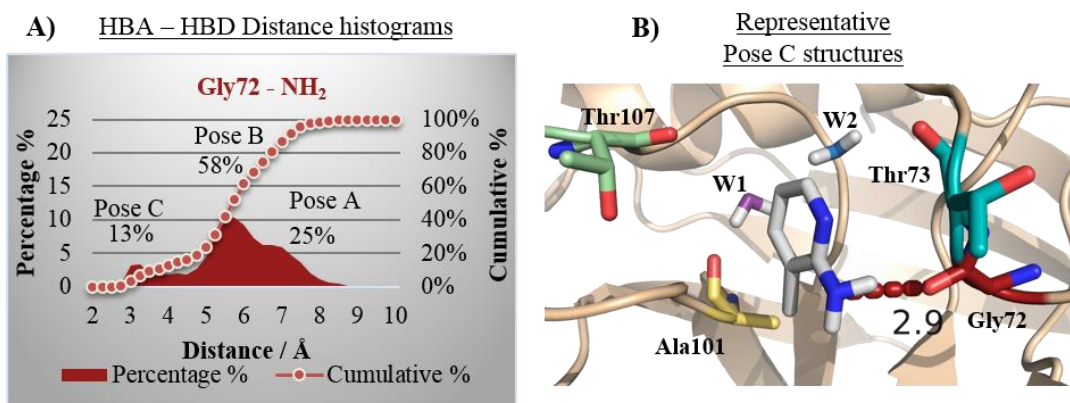 A)
HBA – HBD Distance histograms
Gly72 - NH₂
25
20
15
10
5
0
Percentage %
Pose C
13%
Pose B
58%
Pose A
25%
100%
80%
60%
40%
20%
0%
Cumulative %
2 3 4 5 6 7 8 9 10
Distance / Å
Percentage % Cumulative %
B)
Representative
Pose C structures
Thr107
W2
W1
Thr73
Ala101
2.9
Gly72